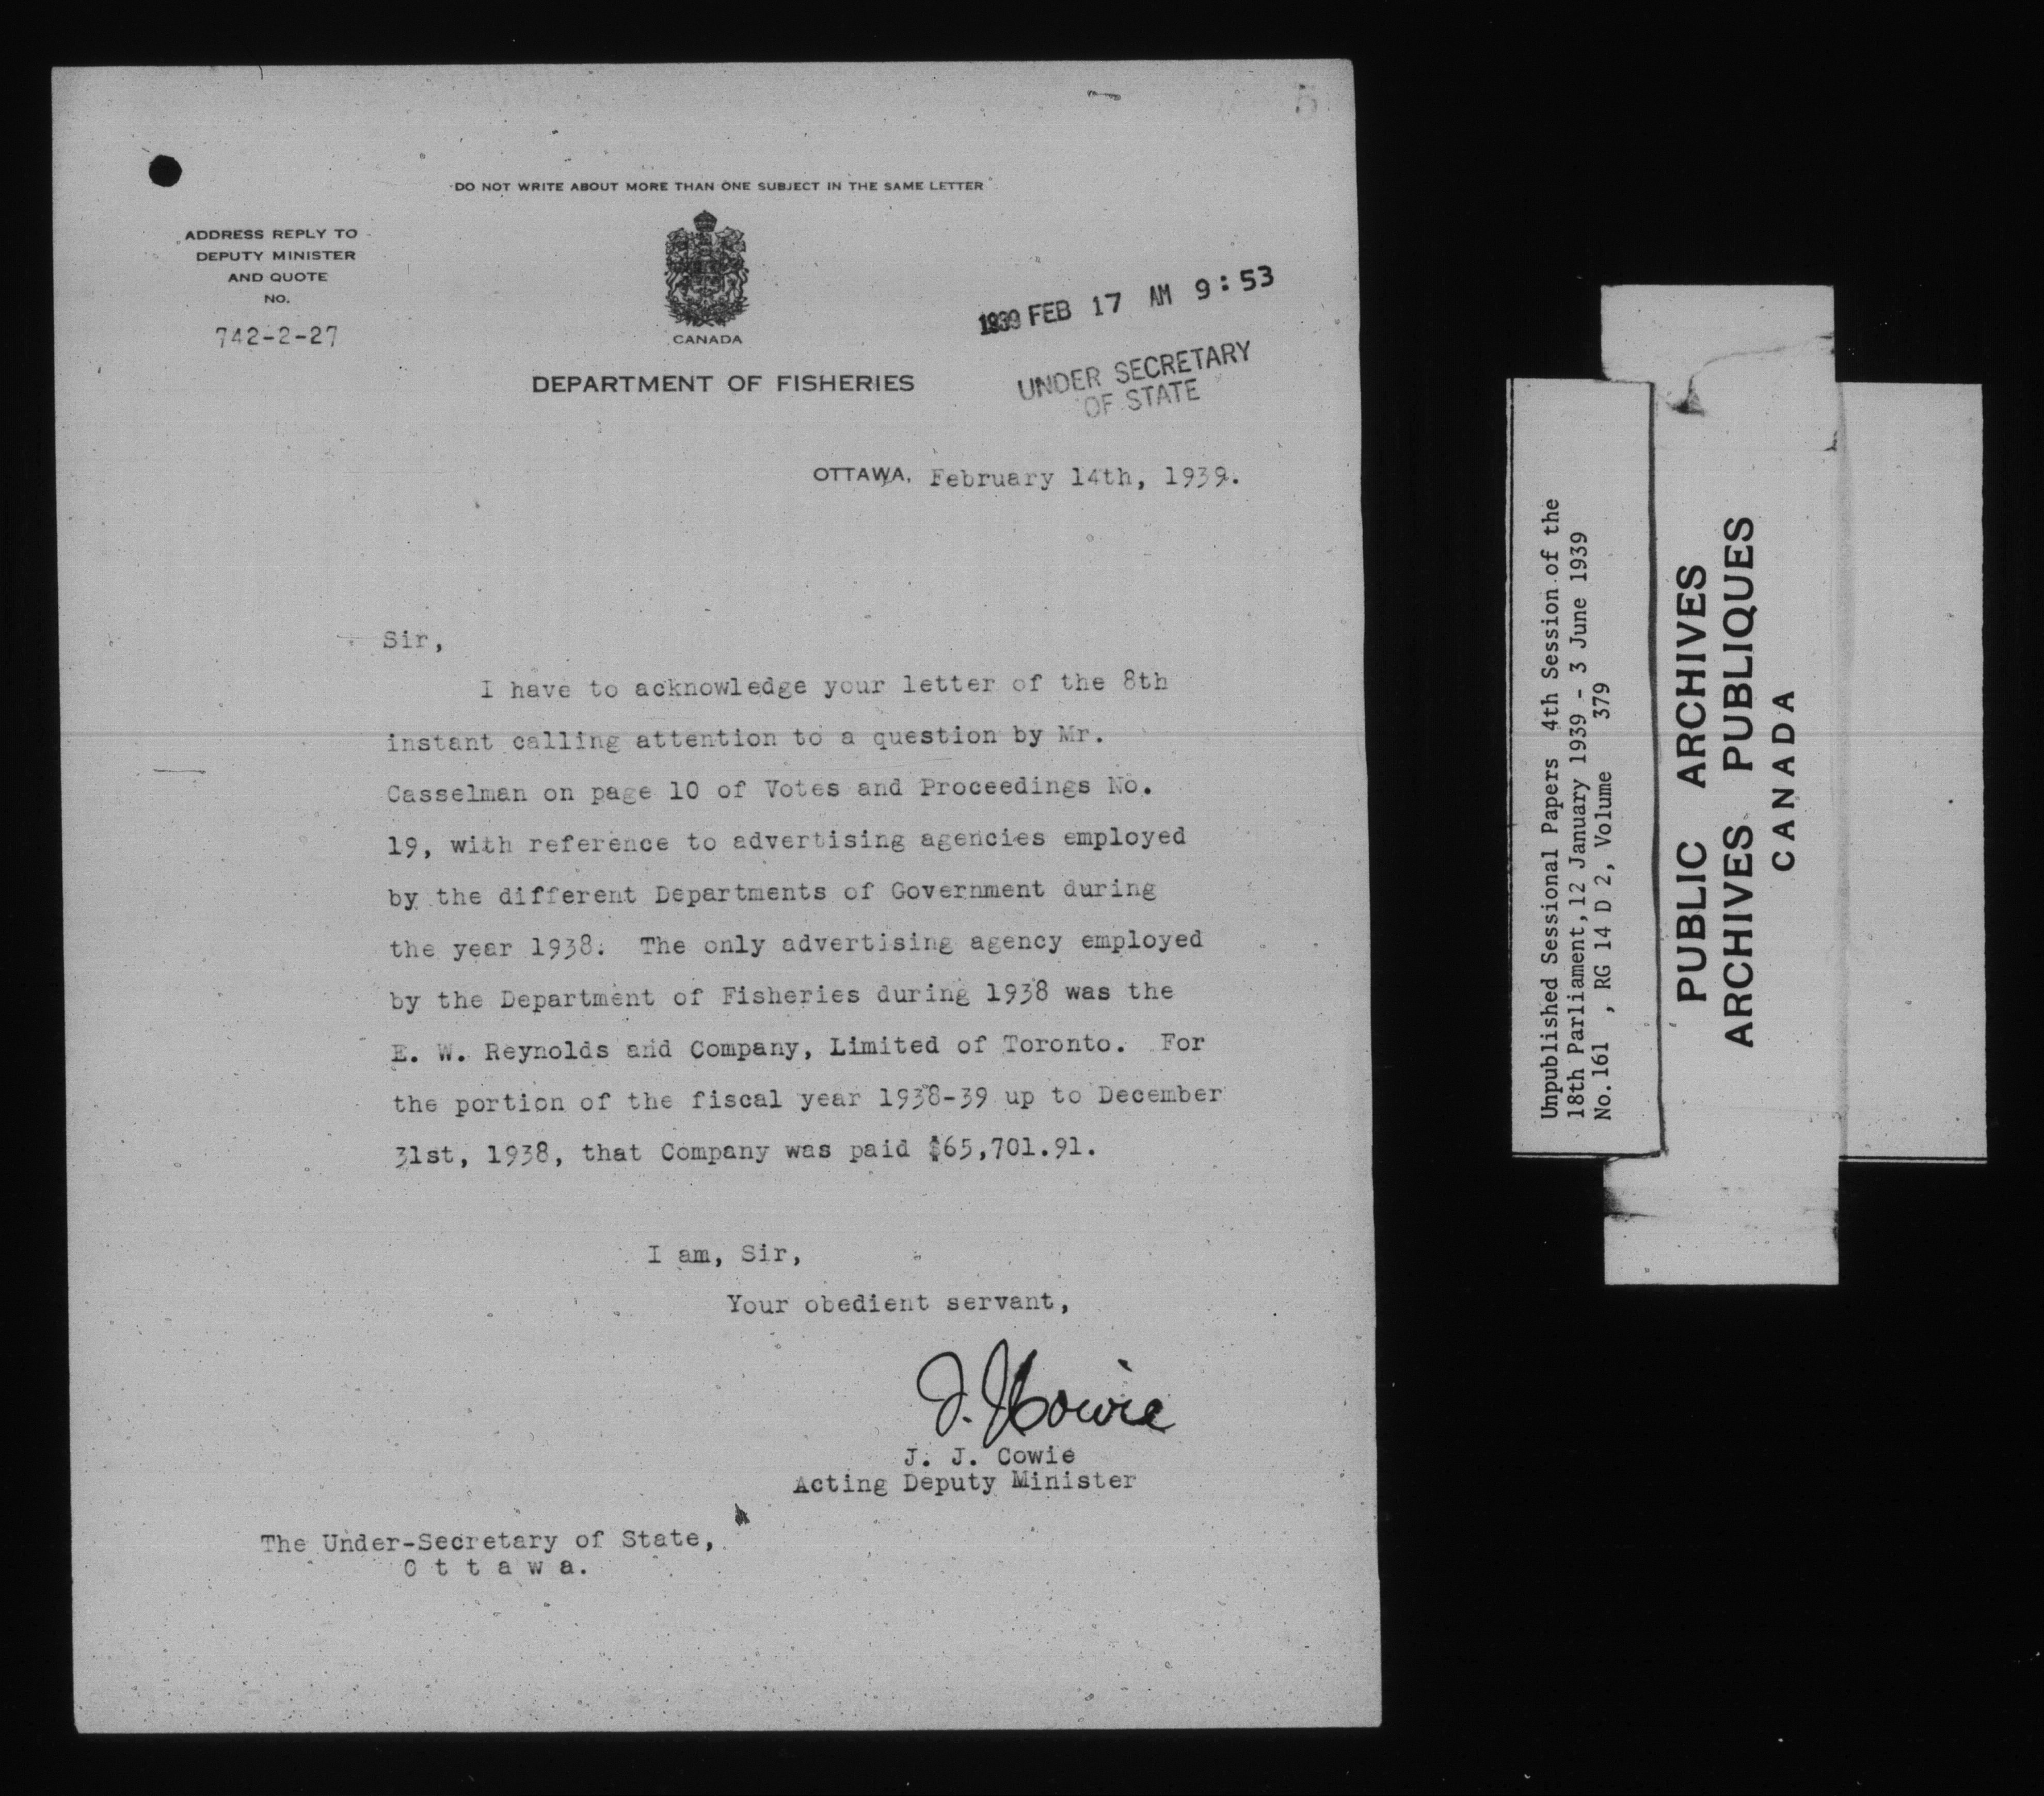 5
DO NOT WRITE ABOUT MORE THAN ONE SUBJECT IN THE SAME LETTER
ADDRESS REPLY TO
DEPUTY MINISTER
AND QUOTE
NO.
742-2-27
CANADA
DEPARTMENT OF FISHERIES
1939 FEB 17 AM 9:53
UNDER SECRETARY
OF STATE
OTTAWA, February 14th, 1939.
Sir,
I have to acknowledge your letter of the 8th
instant calling attention to a question by Mr.
Casselman on page 10 of Votes and Proceedings No.
19, with reference to advertising agencies employed
by the different Departments of Government during
the year 1938. The only advertising agency employed
by the Department of Fisheries during 1938 was the
E. W. Reynolds and Company, Limited of Toronto. For
the portion of the fiscal year 1938-39 up to December
31st, 1938, that Company was paid $65,701.91.
I am, Sir,
Your obedient servant,
J. J. Cowie
J. J. Cowie
Acting Deputy Minister
The Under-Secretary of State,
O t t a w a.
Unpublished Sessional Papers 4th Session of the
18th Parliament, 12 January 1939 - 3 June 1939
No. 161 , RG 14 D 2, Volume 379
PUBLIC ARCHIVES
ARCHIVES PUBLIQUES
CANADA